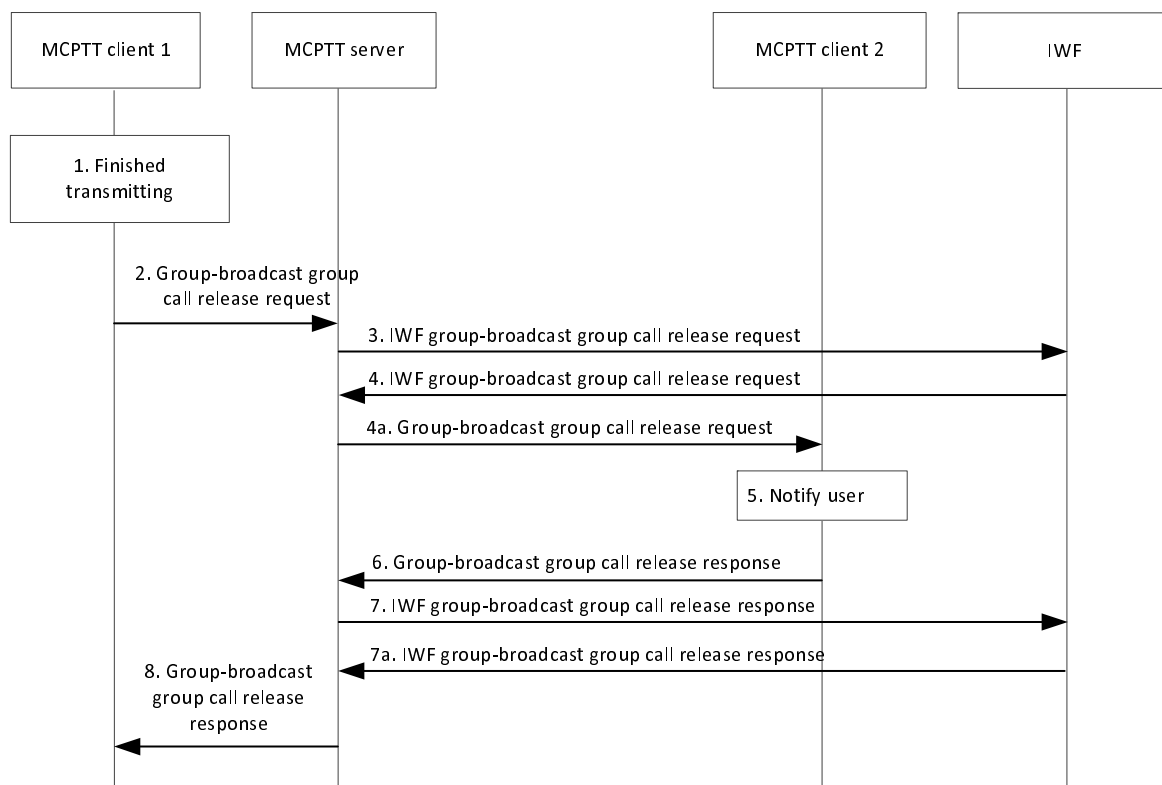 MCPTT client 1
MCPTT server
MCPTT client 2
IWF
1. Finished
transmitting
2. Group-broadcast group
call release request
3. IWF group-broadcast group call release request
4. IWF group-broadcast group call release request
4a. Group-broadcast group call release request
5. Notify user
6. Group-broadcast group call release response
7. IWF group-broadcast group call release response
7a. IWF group-broadcast group call release response
8. Group-broadcast
group call release
response